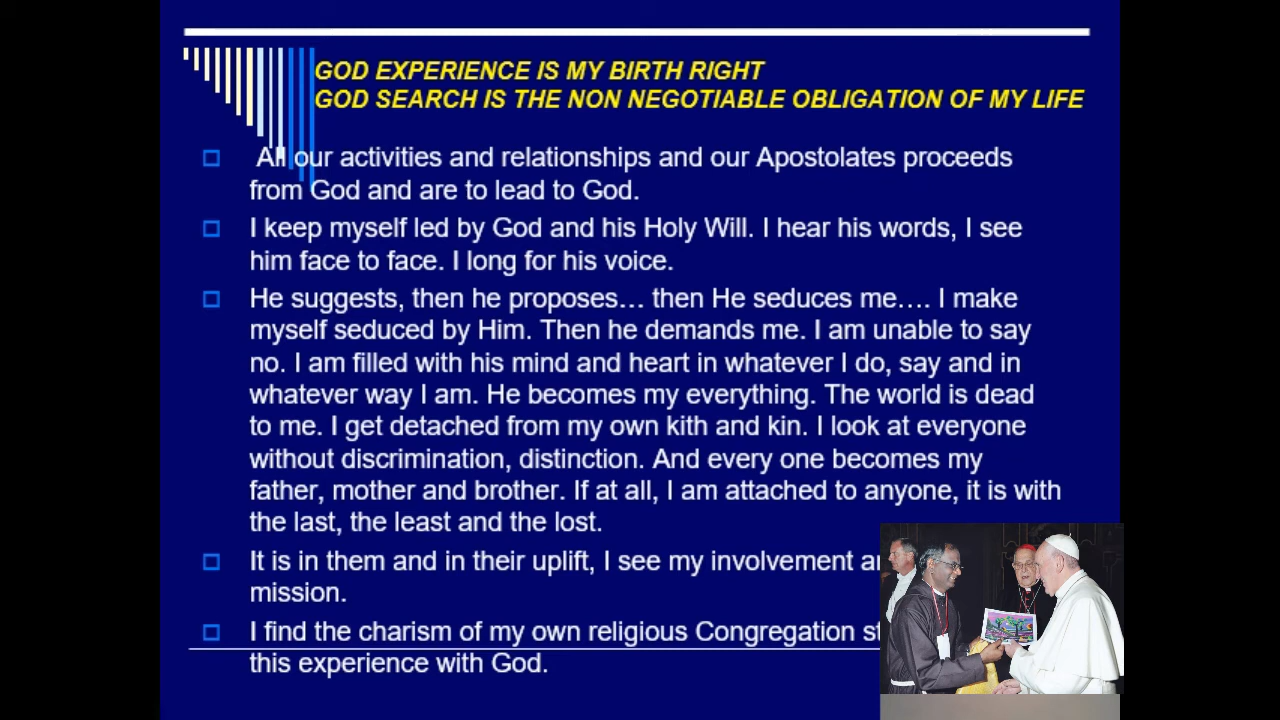 GOD EXPERIENCE IS MY BIRTH RIGHT
GOD SEARCH IS THE NON NEGOTIABLE OBLIGATION OF MY LIFE
All our activities and relationships and our Apostolates proceeds
from God and are to lead to God.
I keep myself led by God and his Holy Will. I hear his words, I see
him face to face. I long for his voice.
He suggests, then he proposes… then He seduces me…. I make
myself seduced by Him. Then he demands me. I am unable to say
no. I am filled with his mind and heart in whatever I do, say and in
whatever way I am. He becomes my everything. The world is dead
to me. I get detached from my own kith and kin. I look at everyone
without discrimination, distinction. And every one becomes my
father, mother and brother. If at all, I am attached to anyone, it is with
the last, the least and the lost.
It is in them and in their uplift, I see my involvement
mission.
I find the charism of my own religious Congregation
this experience with God.